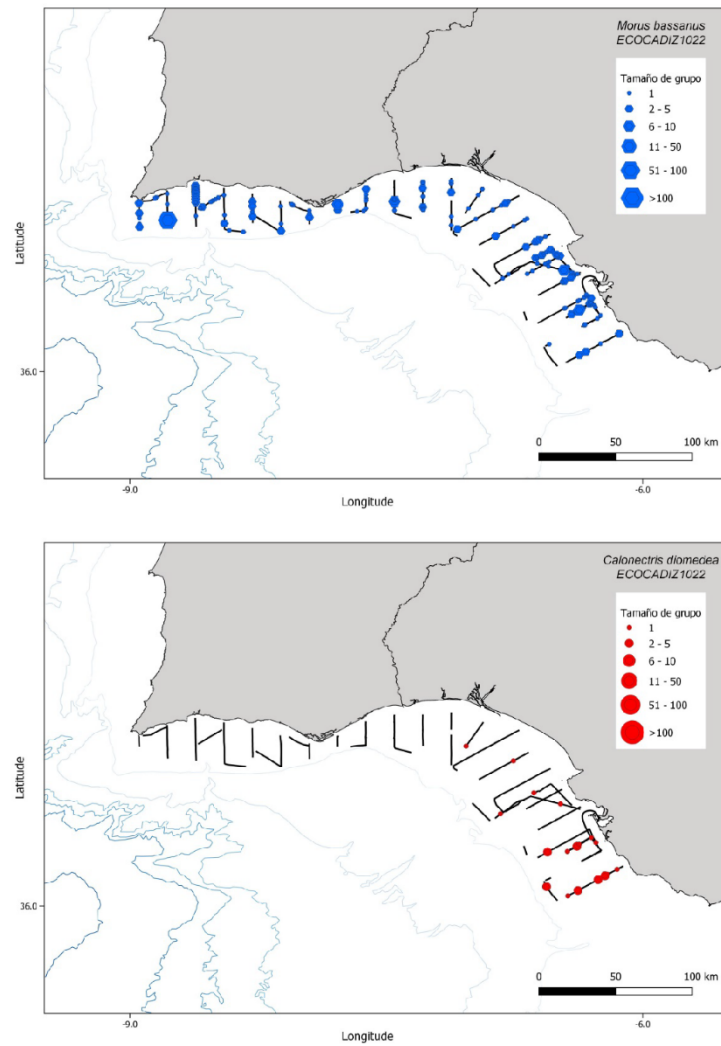 Morus bassanus
ECOCADIZ1022
Tamaño de grupo
1
2 - 5
6 - 10
11 - 50
51 - 100
>100
Latitude
36.0
0 50 100 km
-9.0 -6.0
Longitude
Calonectris diomedea
ECOCADIZ1022
Tamaño de grupo
1
2 - 5
6 - 10
11 - 50
51 - 100
>100
Latitude
36.0
0 50 100 km
-9.0 -6.0
Longitude